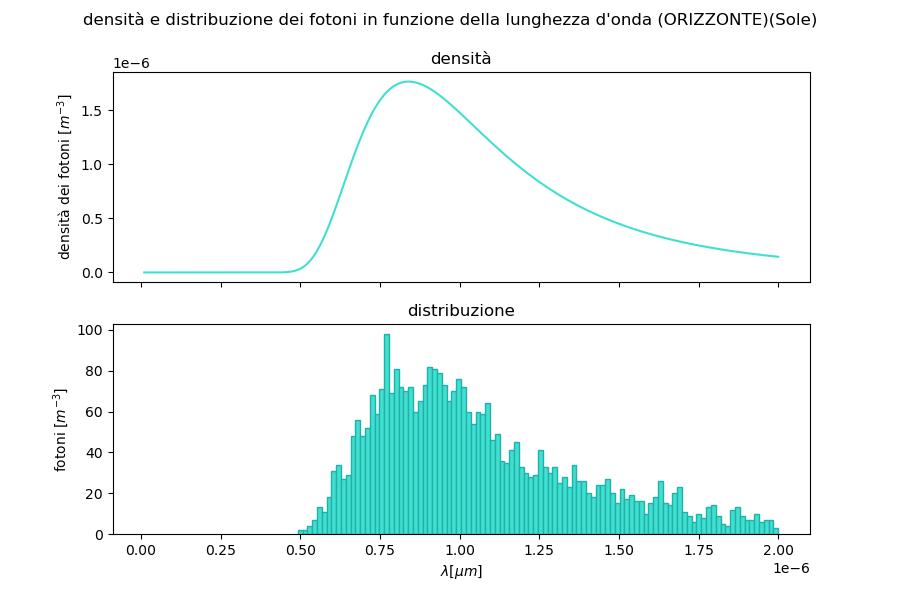 densità e distribuzione dei fotoni in funzione della lunghezza d'onda (ORIZZONTE)(Sole)
densità
1e−6
densità dei fotoni [m⁻³]
1.5
1.0
0.5
0.0
distribuzione
fotoni [m⁻³]
100
80
60
40
20
0
0.00 0.25 0.50 0.75 1.00 1.25 1.50 1.75 2.00
1e−6
λ[μm]